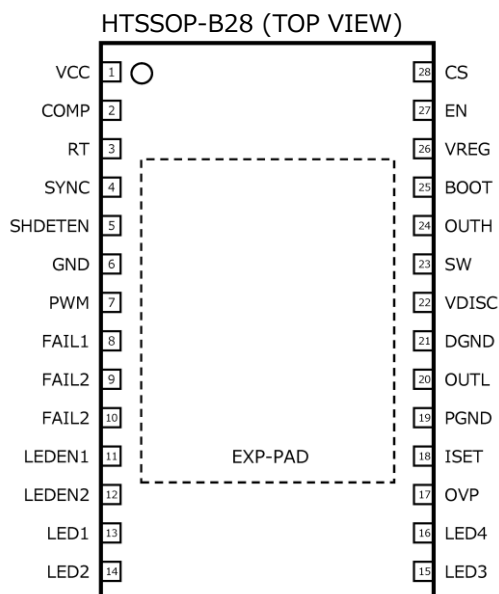 HTSSOP-B28 (TOP VIEW)
VCC 1 28 CS
COMP 2 27 EN
RT 3 26 VREG
SYNC 4 25 BOOT
SHDETEN 5 24 OUTH
GND 6 23 SW
PWM 7 22 VDISC
FAIL1 8 21 DGND
FAIL2 9 20 OUTL
FAIL2 10 19 PGND
LEDEN1 11 EXP-PAD 18 ISET
LEDEN2 12 17 OVP
LED1 13 16 LED4
LED2 14 15 LED3